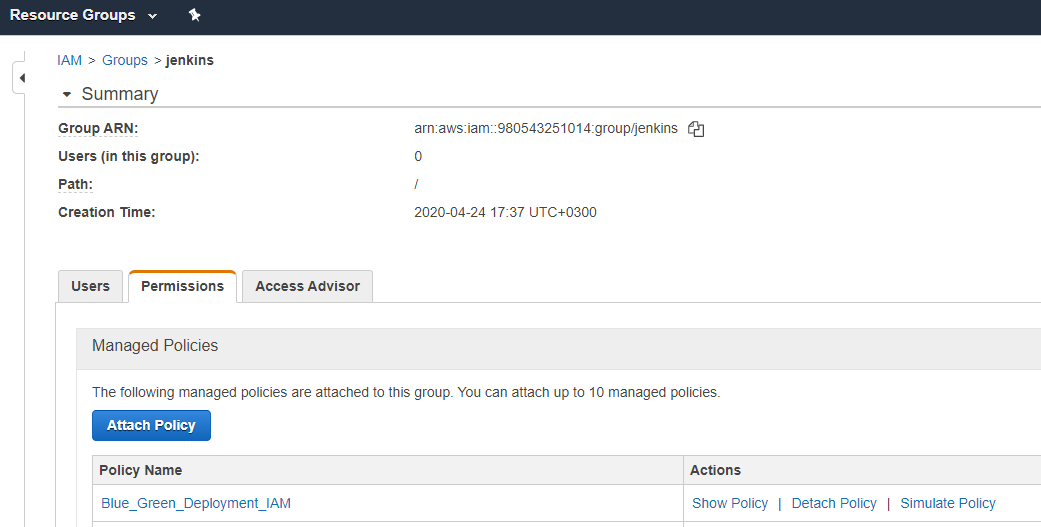 Resource Groups
IAM > Groups > jenkins
Summary
Group ARN: arn:aws:iam::980543251014:group/jenkins
Users (in this group): 0
Path: /
Creation Time: 2020-04-24 17:37 UTC+0300
Users Permissions Access Advisor
Managed Policies
The following managed policies are attached to this group. You can attach up to 10 managed policies.
Attach Policy
Policy Name Actions
Blue_Green_Deployment_IAM Show Policy | Detach Policy | Simulate Policy